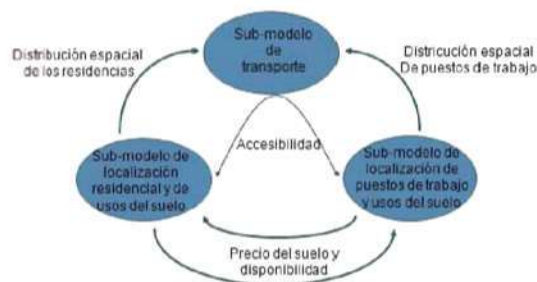 Sub-modelo
de
transporte
Distribución espacial
de los residencias
Districución espacial
De puestos de trabajo
Accesibilidad
Sub-modelo de
localización
residencial y de
usos del suelo
Sub-modelo de
localización de
puestos de trabajo
y usos del suelo
Precio del suelo y
disponibilidad